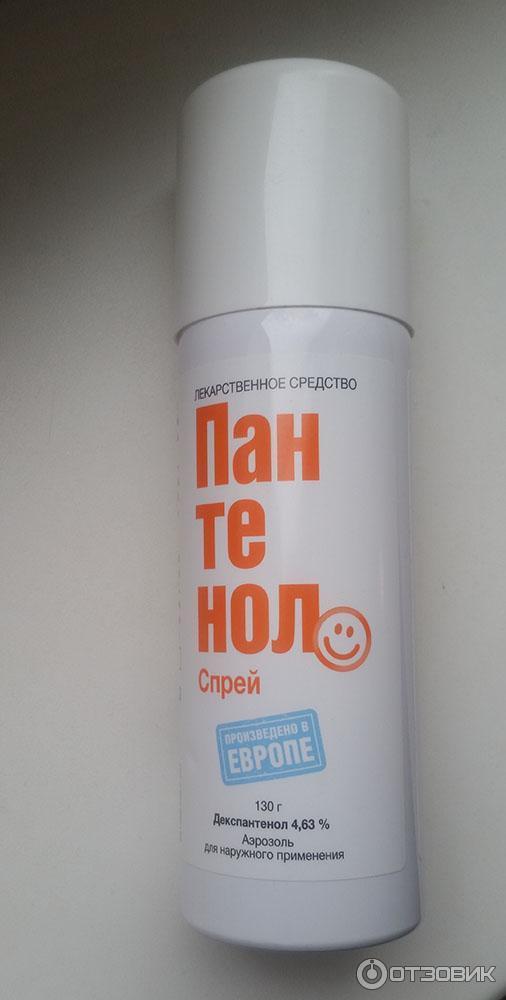 ЛЕКАРСТВЕННОЕ СРЕДСТВО
Пан
те
нол
Спрей
ПРОИЗВЕДЕНО В
ЕВРОПЕ
130 г
Декспантенол 4,63 %
Аэрозоль
для наружного применения
ОТЗОВИК